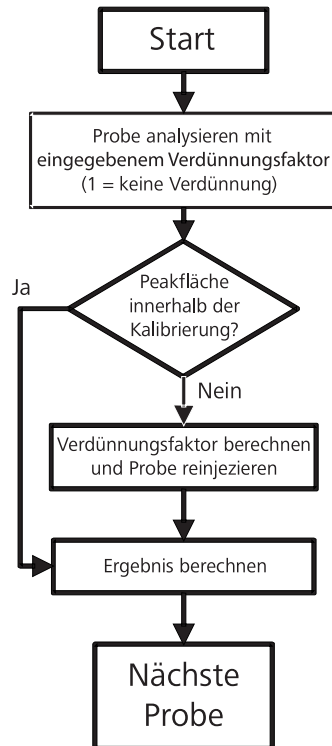 Start
Probe analysieren mit
eingegebenem Verdünnungsfaktor
(1 = keine Verdünnung)
Peakfläche
innerhalb der
Kalibrierung?
Ja
Nein
Verdünnungsfaktor berechnen
und Probe reinjezieren
Ergebnis berechnen
Nächste
Probe